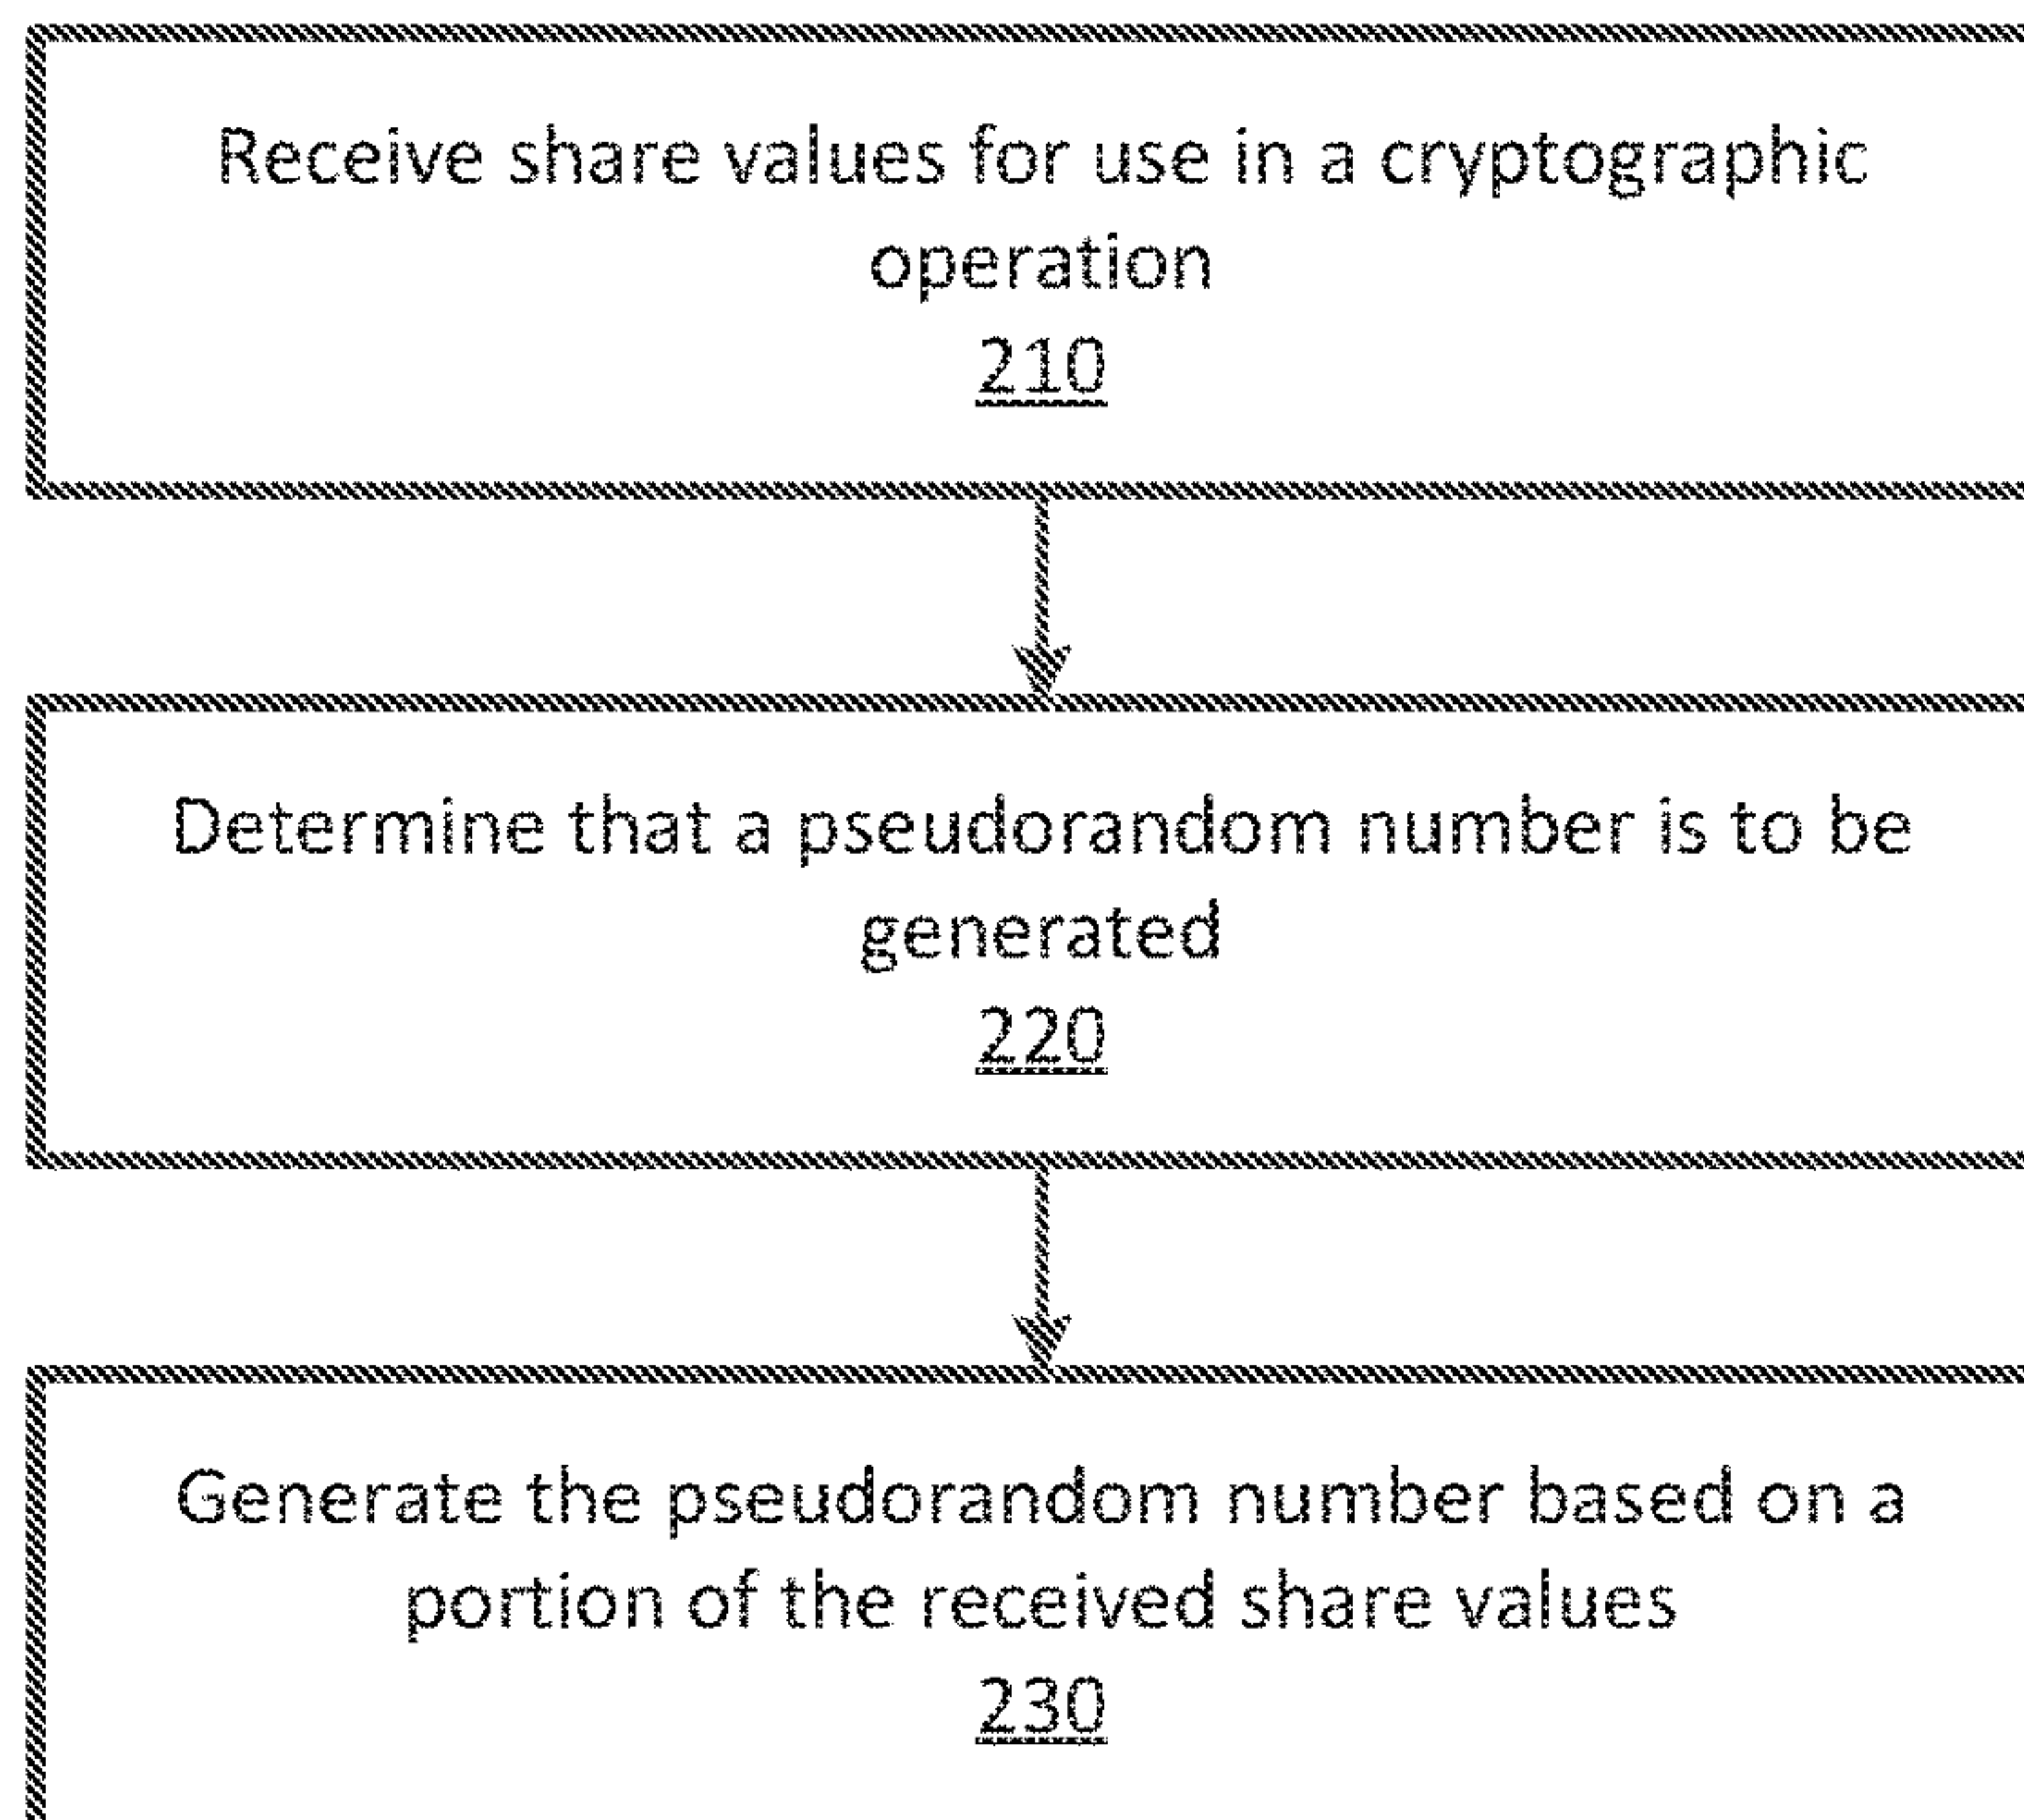 Receive share values for use in a cryptographic
operation
210
Determine that a pseudorandom number is to be
generated
220
Generate the pseudorandom number based on a
portion of the received share values
230